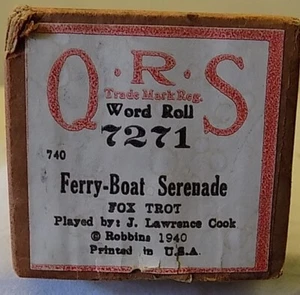 Q·R·S
Trade Mark Reg.
Word Roll
7271
740
Ferry-Boat Serenade
FOX TROT
Played by: J. Lawrence Cook
© Robbins 1940
Printed in U.S.A.